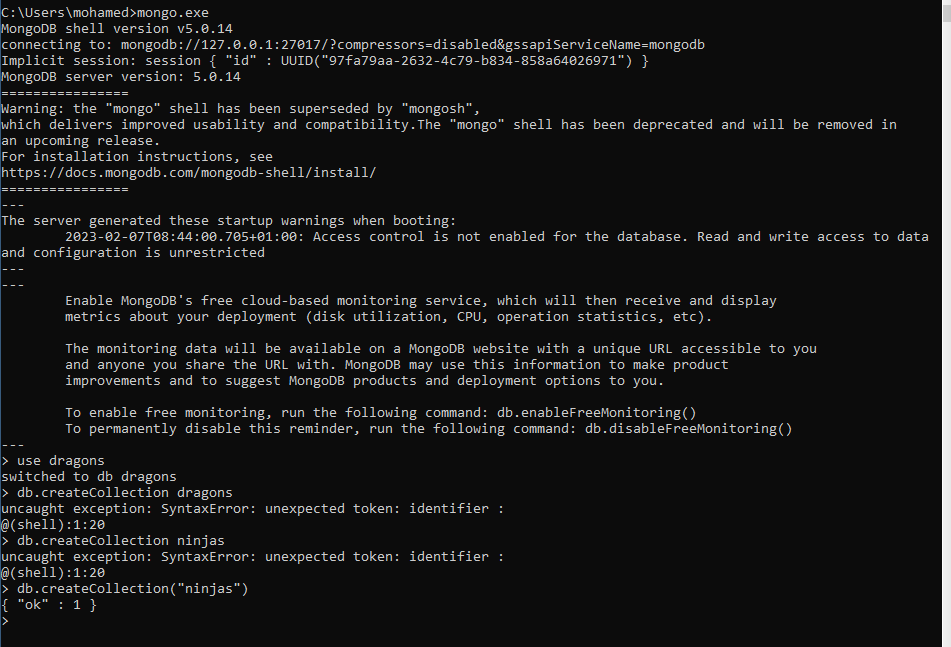 C:\Users\mohamed>mongo.exe
MongoDB shell version v5.0.14
connecting to: mongodb://127.0.0.1:27017/?compressors=disabled&gssapiServiceName=mongodb
Implicit session: session { "id" : UUID("97fa79aa-2632-4c79-b834-858a64026971") }
MongoDB server version: 5.0.14
================
Warning: the "mongo" shell has been superseded by "mongosh",
which delivers improved usability and compatibility.The "mongo" shell has been deprecated and will be removed in
an upcoming release.
For installation instructions, see
https://docs.mongodb.com/mongodb-shell/install/
================
---
The server generated these startup warnings when booting:
        2023-02-07T08:44:00.705+01:00: Access control is not enabled for the database. Read and write access to data
and configuration is unrestricted
---
---
        Enable MongoDB's free cloud-based monitoring service, which will then receive and display
        metrics about your deployment (disk utilization, CPU, operation statistics, etc).

        The monitoring data will be available on a MongoDB website with a unique URL accessible to you
        and anyone you share the URL with. MongoDB may use this information to make product
        improvements and to suggest MongoDB products and deployment options to you.

        To enable free monitoring, run the following command: db.enableFreeMonitoring()
        To permanently disable this reminder, run the following command: db.disableFreeMonitoring()
---
> use dragons
switched to db dragons
> db.createCollection dragons
uncaught exception: SyntaxError: unexpected token: identifier :
@(shell):1:20
> db.createCollection ninjas
uncaught exception: SyntaxError: unexpected token: identifier :
@(shell):1:20
> db.createCollection("ninjas")
{ "ok" : 1 }
>